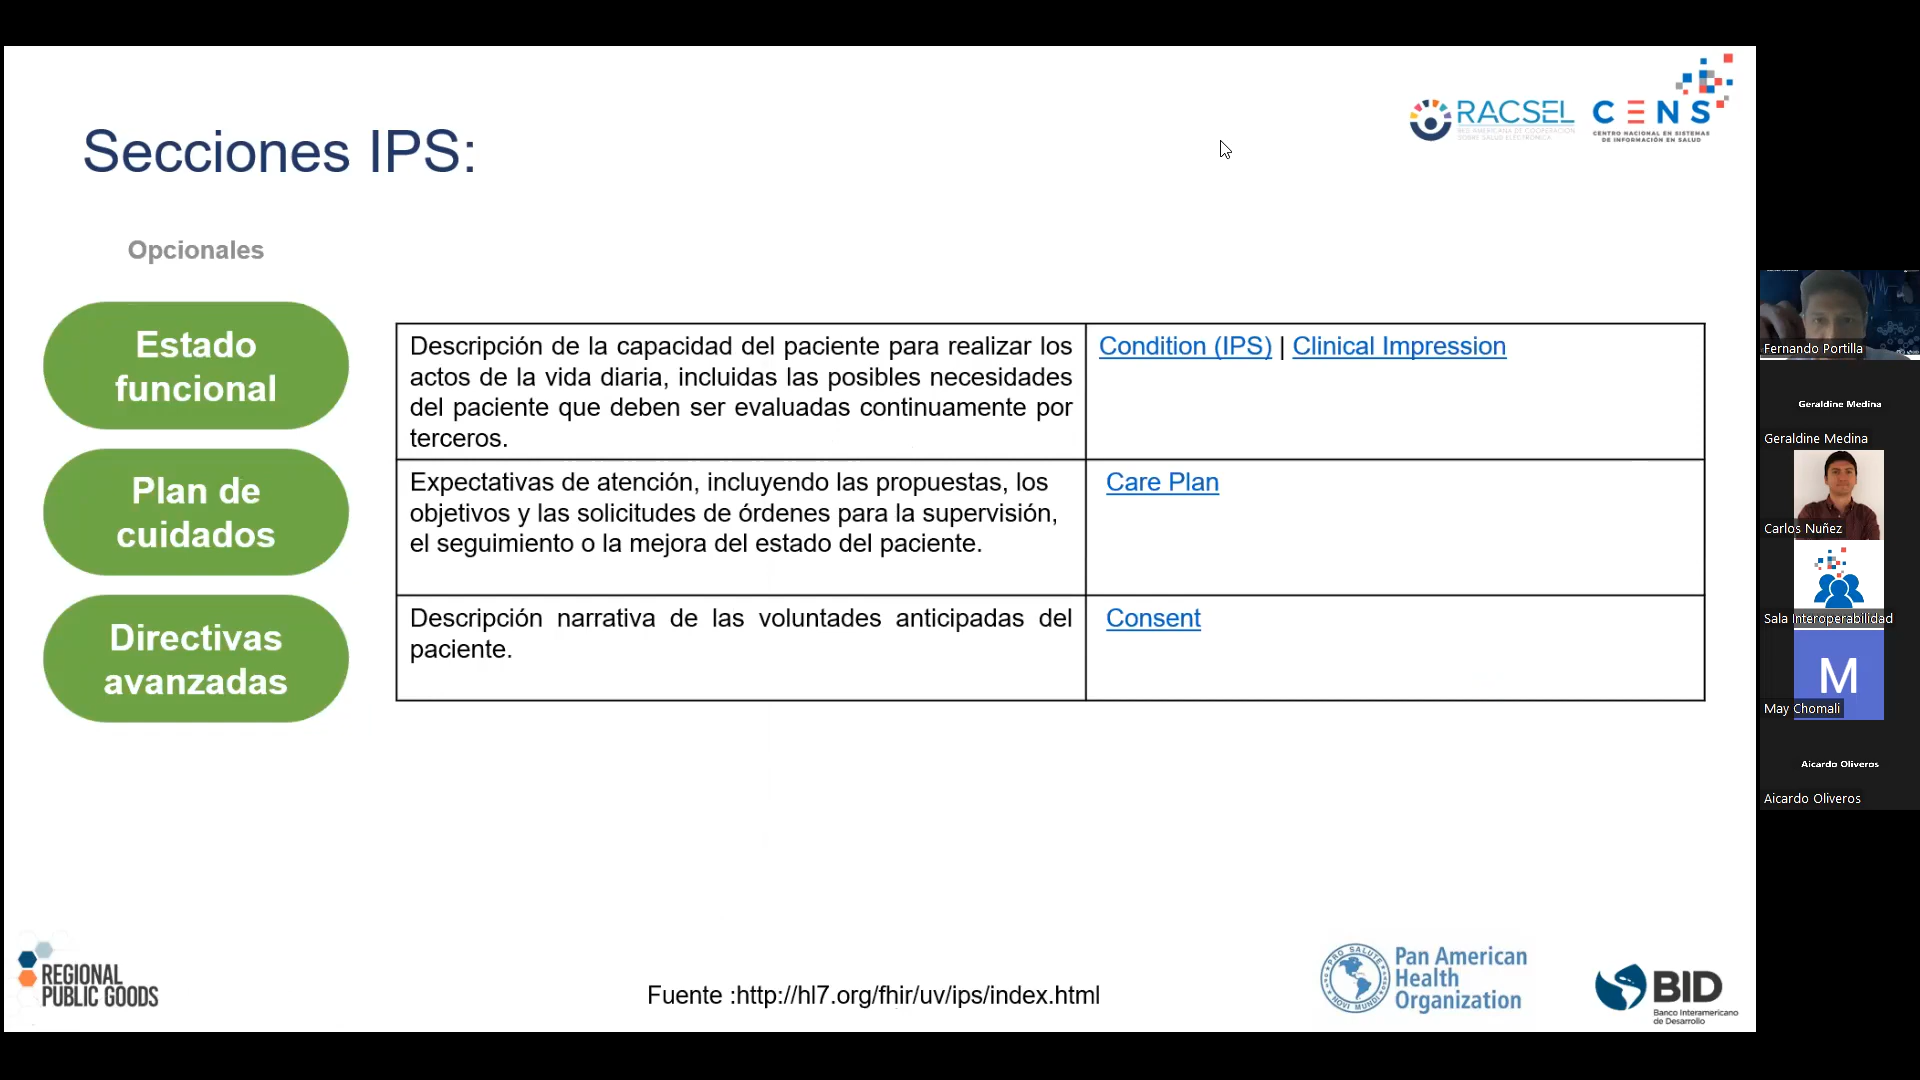 Secciones IPS:
RACSEL
CENS
CENTRO NACIONAL EN SISTEMAS
DE INFORMACIÓN EN SALUD
Opcionales
Estado
funcional
Descripción de la capacidad del paciente para realizar los
actos de la vida diaria, incluidas las posibles necesidades
del paciente que deben ser evaluadas continuamente por
terceros.
Condition (IPS) | Clinical Impression
Plan de
cuidados
Expectativas de atención, incluyendo las propuestas, los
objetivos y las solicitudes de órdenes para la supervisión,
el seguimiento o la mejora del estado del paciente.
Care Plan
Directivas
avanzadas
Descripción narrativa de las voluntades anticipadas del
paciente.
Consent
REGIONAL
PUBLIC GOODS
Fuente :http://hl7.org/fhir/uv/ips/index.html
PRO SALUTE
NOVI MUNDI
Pan American
Health
Organization
BID
Banco Interamericano
de Desarrollo
Fernando Portilla
Geraldine Medina
Geraldine Medina
Carlos Nuñez
Sala Interoperabilidad
M
May Chomali
Aicardo Oliveros
Aicardo Oliveros